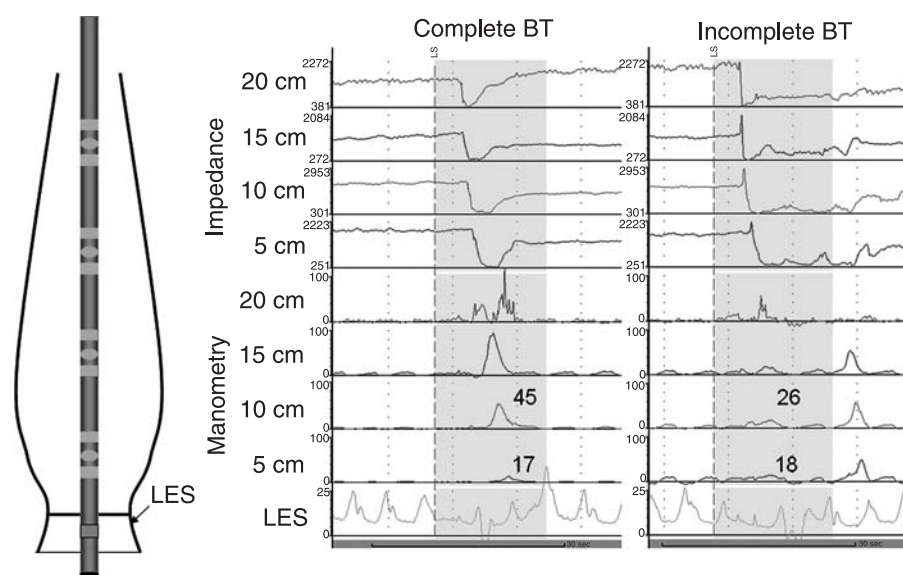 Complete BT
Incomplete BT
LS
LS
Impedance
20 cm
2272
381
2272
381
15 cm
2084
272
2084
272
10 cm
2953
301
2953
301
5 cm
2223
251
2223
251
Manometry
20 cm
100
0
100
0
15 cm
100
0
100
0
10 cm
100
0
45
100
0
26
5 cm
100
0
17
100
0
18
LES
25
0
25
0
30 sec
30 sec
LES